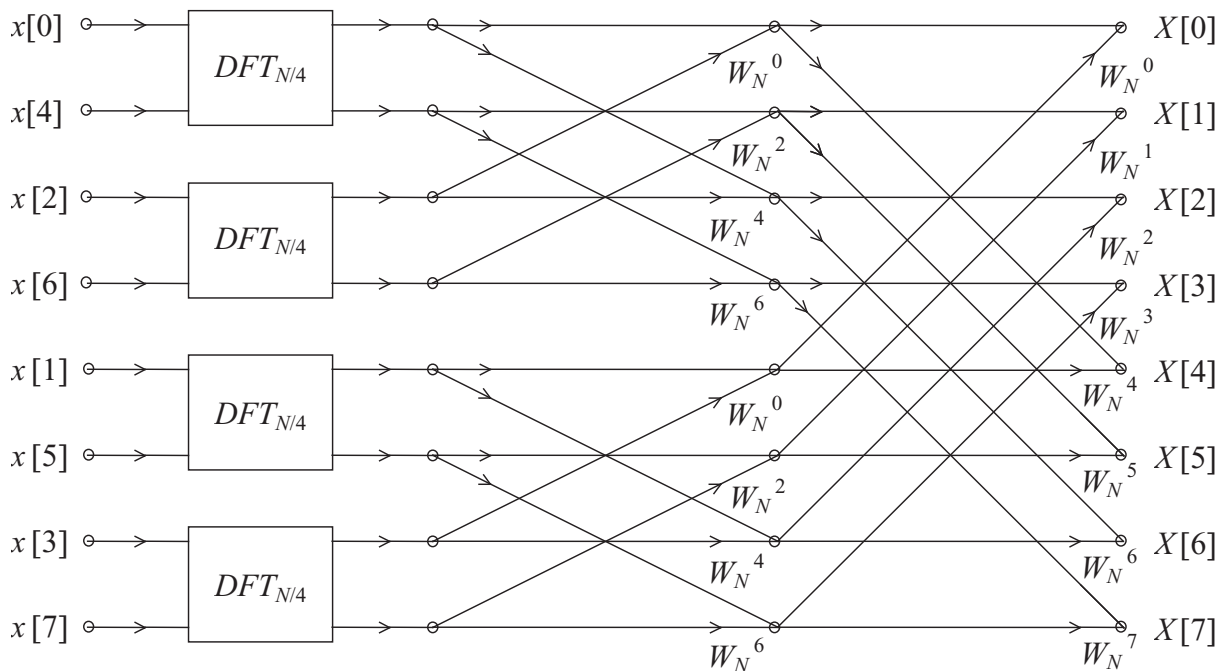 x[0] DFT_{N/4} X[0]
W_N^0 W_N^0
x[4] X[1]
W_N^2 W_N^1
x[2] DFT_{N/4} X[2]
W_N^4 W_N^2
x[6] X[3]
W_N^6 W_N^3
x[1] DFT_{N/4} X[4]
W_N^0 W_N^4
x[5] X[5]
W_N^2 W_N^5
x[3] DFT_{N/4} X[6]
W_N^4 W_N^6
x[7] X[7]
W_N^6 W_N^7